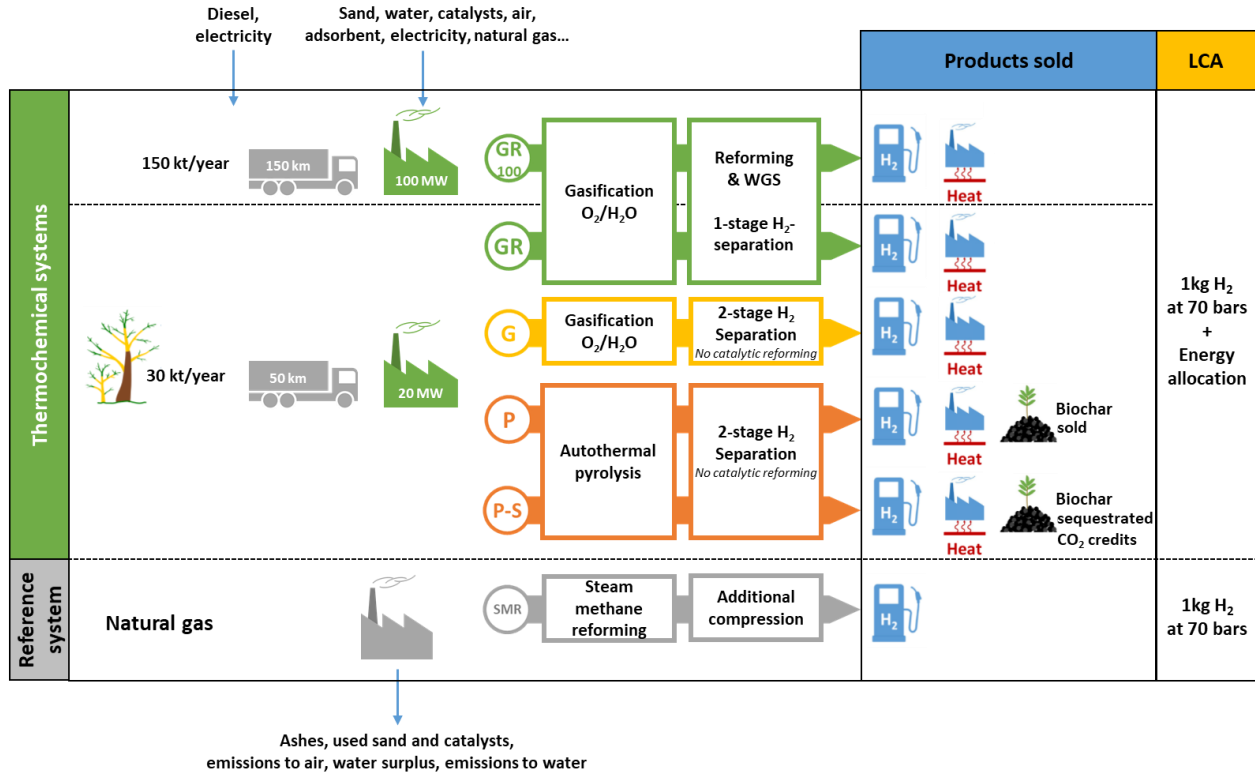 Diesel,
electricity
Sand, water, catalysts, air,
adsorbent, electricity, natural gas…
Products sold
LCA
Thermochemical systems
150 kt/year
150 km
100 MW
GR
100
Gasification
O₂/H₂O
Reforming
& WGS
1-stage H₂-
separation
H₂
Heat
GR
H₂
Heat
30 kt/year
50 km
20 MW
G
Gasification
O₂/H₂O
2-stage H₂
Separation
No catalytic reforming
H₂
Heat
P
Autothermal
pyrolysis
2-stage H₂
Separation
No catalytic reforming
H₂
Heat
Biochar
sold
P-S
H₂
Heat
Biochar
sequestrated
CO₂ credits
1kg H₂
at 70 bars
+
Energy
allocation
Reference
system
Natural gas
SMR
Steam
methane
reforming
Additional
compression
H₂
1kg H₂
at 70 bars
Ashes, used sand and catalysts,
emissions to air, water surplus, emissions to water